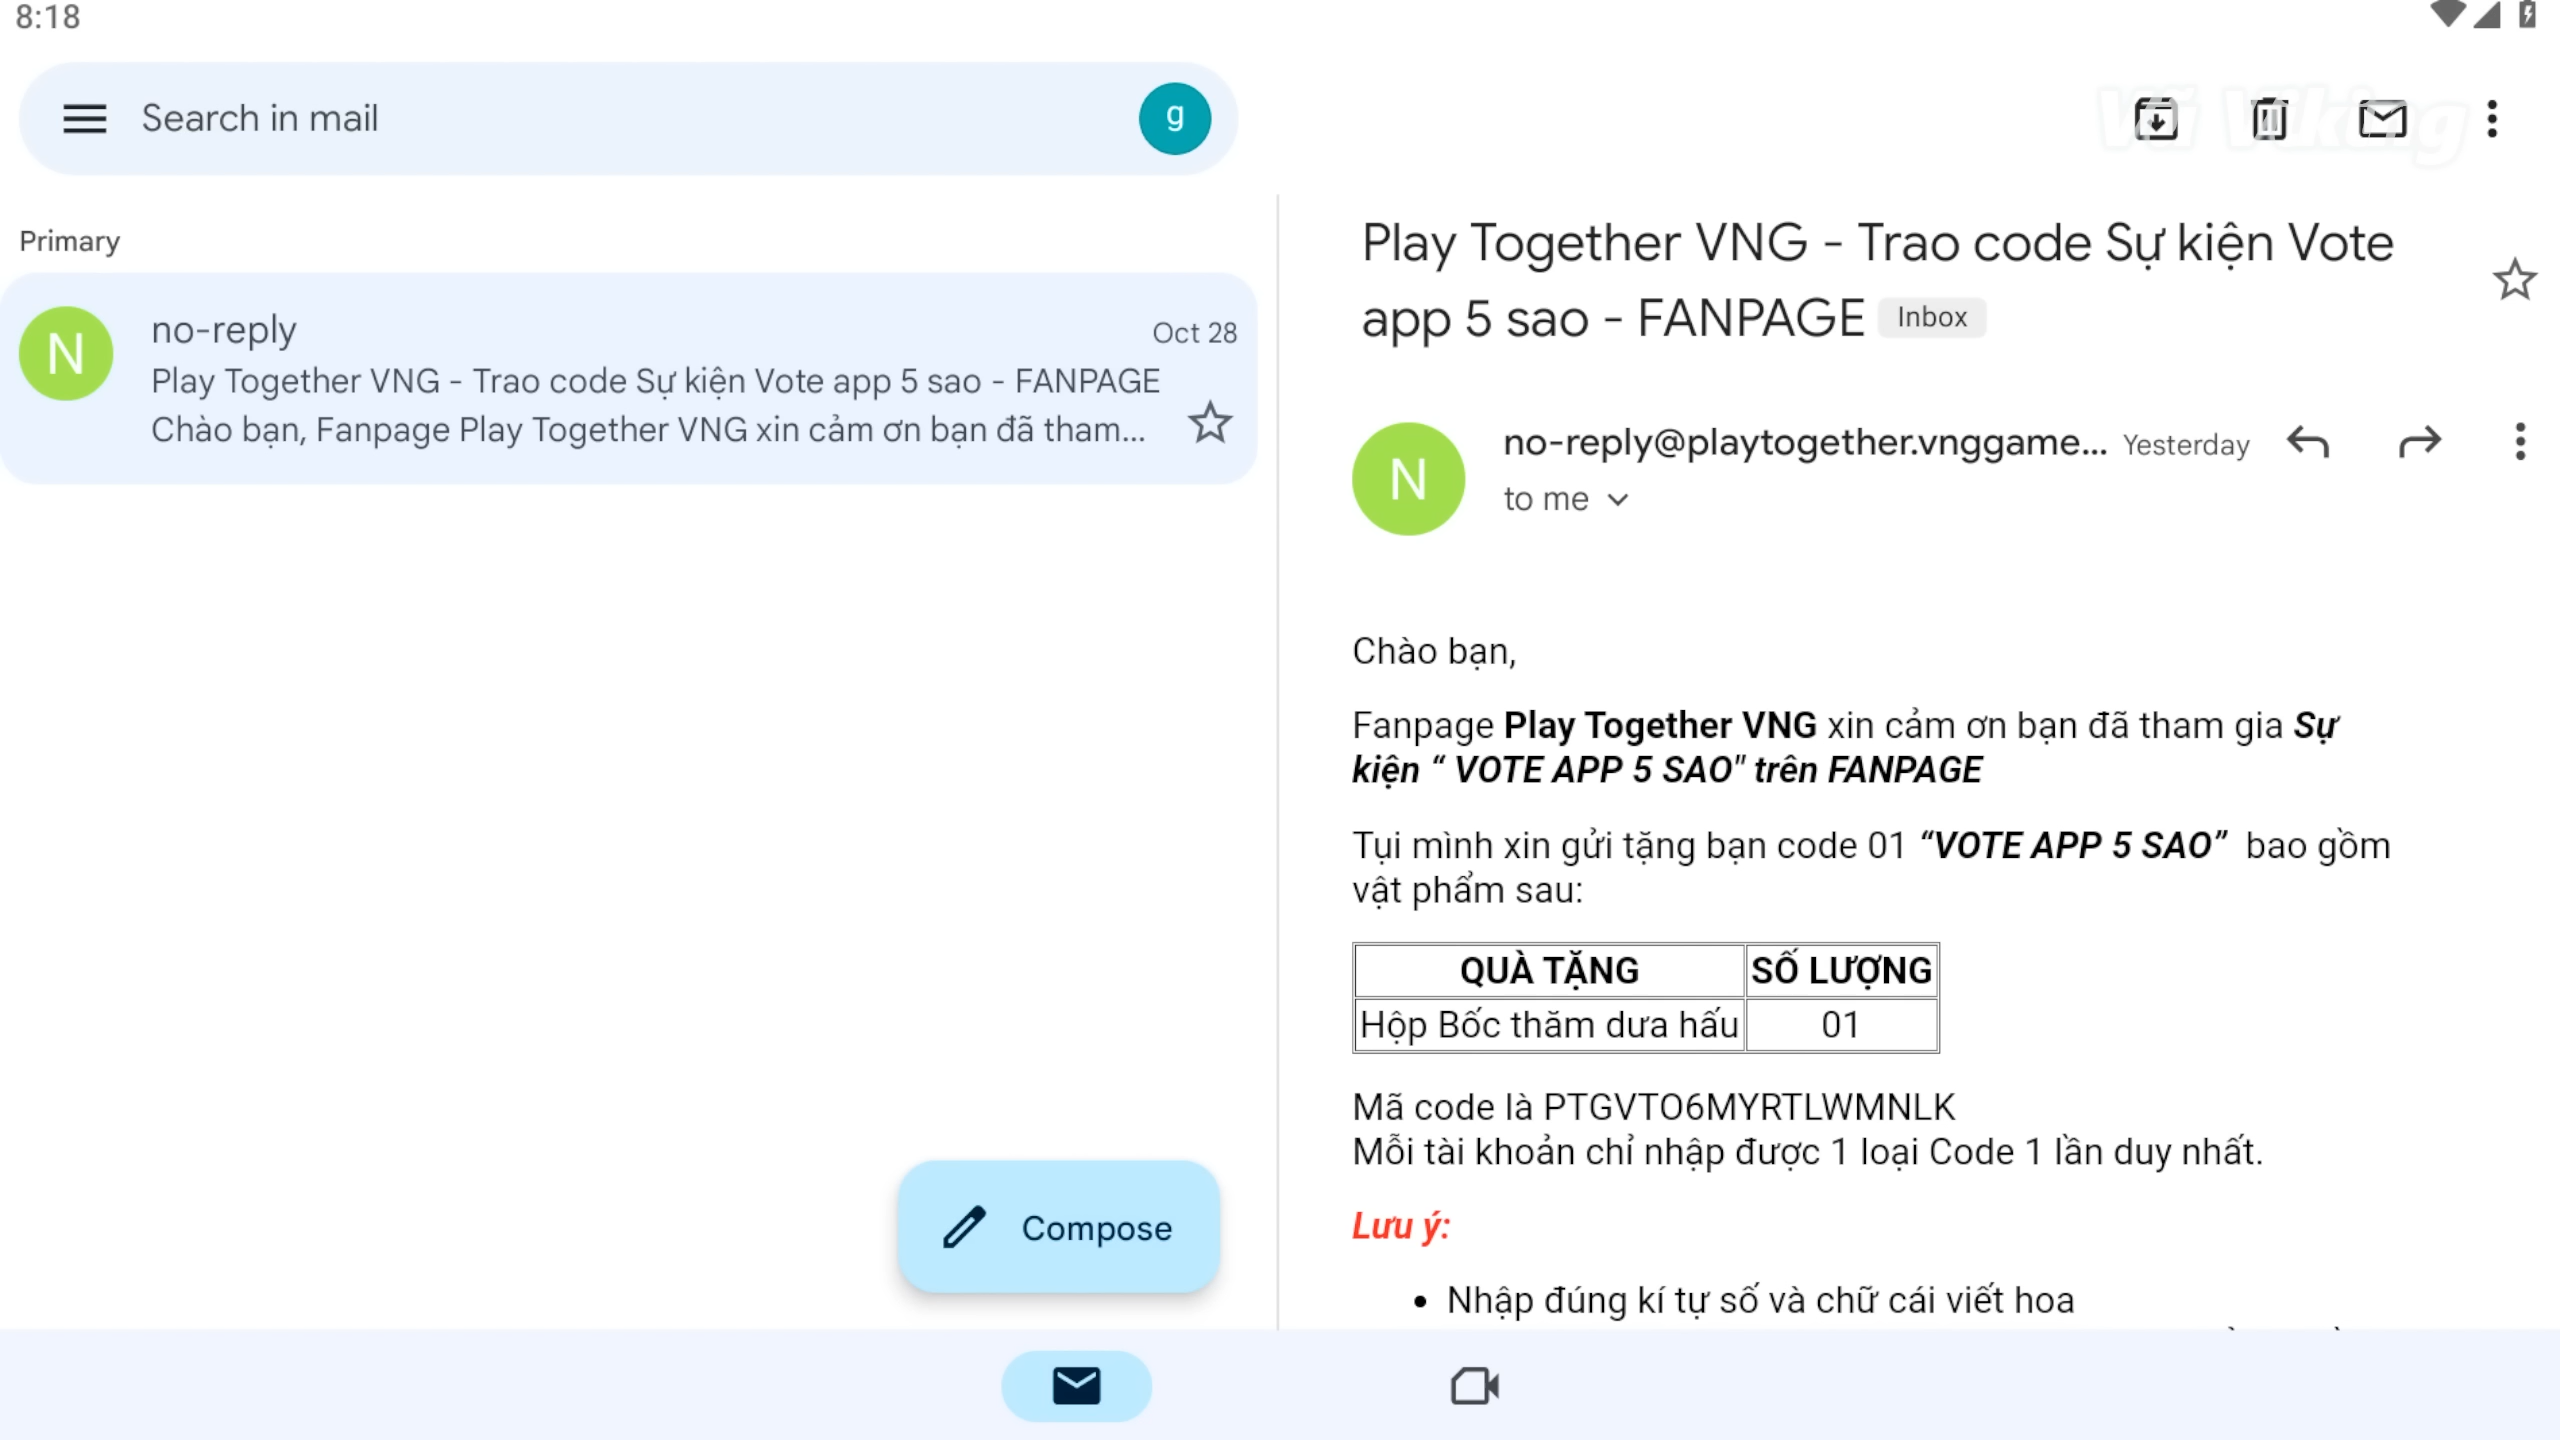 8:18
Search in mail
g
Vũ Viking
Primary
N
no-reply
Oct 28
Play Together VNG - Trao code Sự kiện Vote app 5 sao - FANPAGE
Chào bạn, Fanpage Play Together VNG xin cảm ơn bạn đã tham...
Compose
Play Together VNG - Trao code Sự kiện Vote
app 5 sao - FANPAGE Inbox
N
no-reply@playtogether.vnggame... Yesterday
to me
Chào bạn,
Fanpage Play Together VNG xin cảm ơn bạn đã tham gia Sự
kiện “ VOTE APP 5 SAO" trên FANPAGE
Tụi mình xin gửi tặng bạn code 01 “VOTE APP 5 SAO” bao gồm
vật phẩm sau:
QUÀ TẶNG SỐ LƯỢNG
Hộp Bốc thăm dưa hấu 01
Mã code là PTGVTO6MYRTLWMNLK
Mỗi tài khoản chỉ nhập được 1 loại Code 1 lần duy nhất.
Lưu ý:
• Nhập đúng kí tự số và chữ cái viết hoa